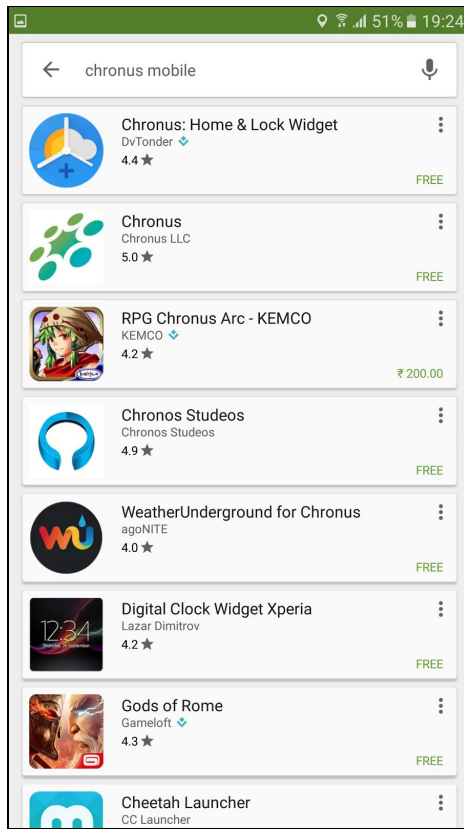 51% 19:24
chronus mobile
Chronus: Home & Lock Widget
DvTonder
4.4
FREE
Chronus
Chronus LLC
5.0
FREE
RPG Chronus Arc - KEMCO
KEMCO
4.2
₹ 200.00
Chronos Studeos
Chronos Studeos
4.9
FREE
WU
WeatherUnderground for Chronus
agoNITE
4.0
FREE
12:34
Digital Clock Widget Xperia
Lazar Dimitrov
4.2
FREE
Gods of Rome
Gameloft
4.3
FREE
m
Cheetah Launcher
CC Launcher